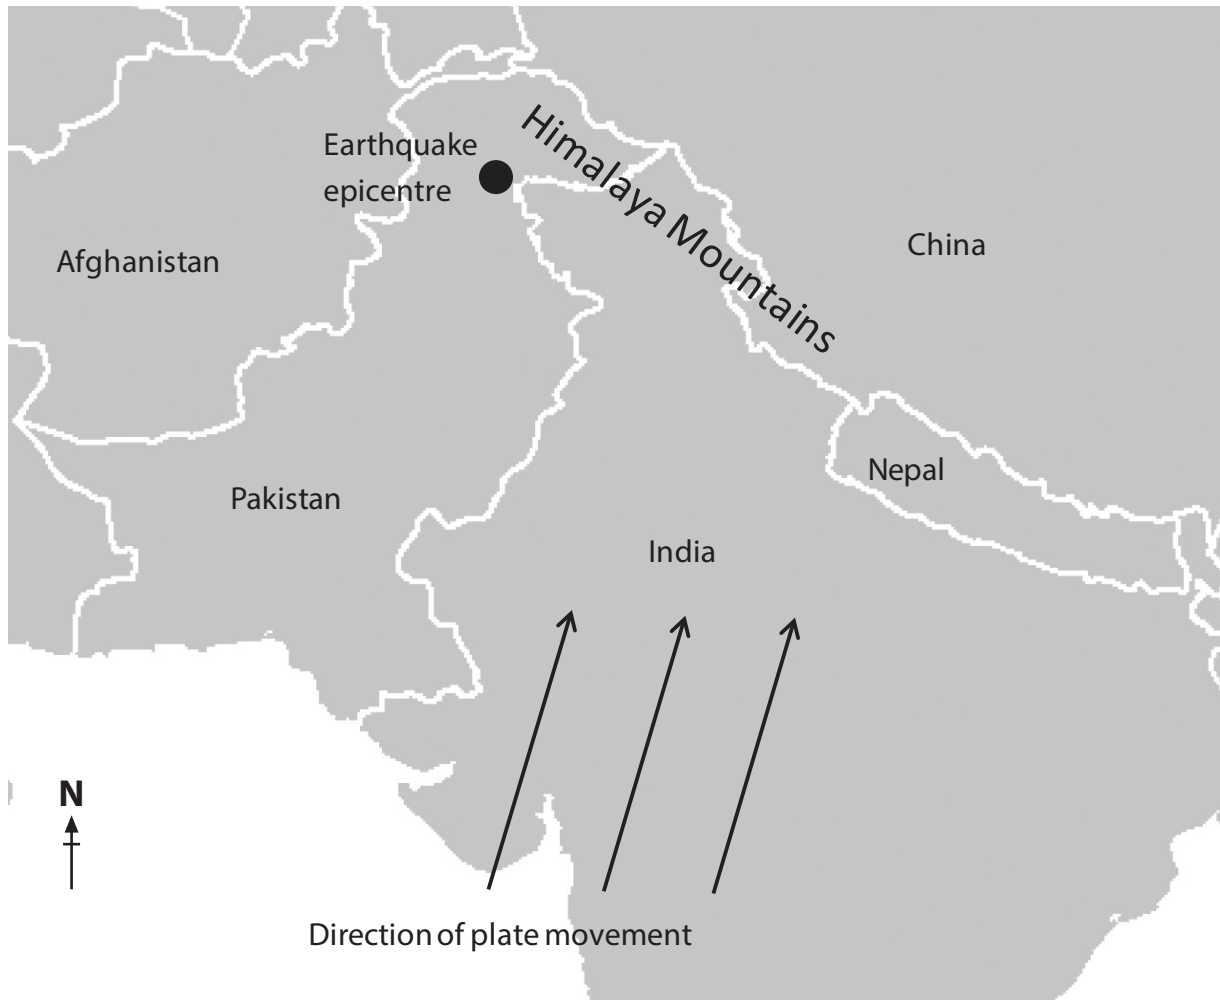 Himalaya Mountains
Earthquake
epicentre
China
Afghanistan
Nepal
Pakistan
India
N
Direction of plate movement